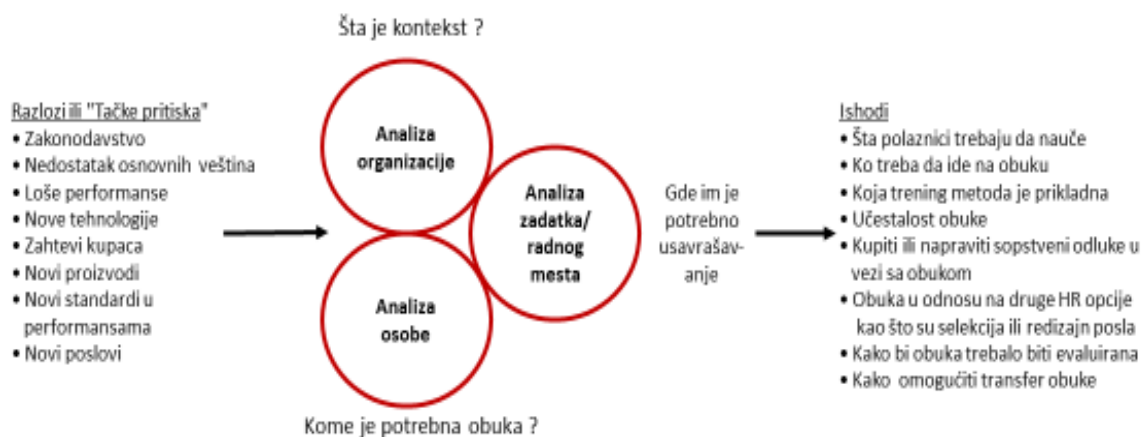 Šta je kontekst ?
Razlozi ili "Tačke pritiska"
• Zakonodavstvo
• Nedostatak osnovnih veština
• Loše performanse
• Nove tehnologije
• Zahtevi kupaca
• Novi proizvodi
• Novi standardi u
performansama
• Novi poslovi
Analiza
organizacije
Analiza
osobe
Kome je potrebna obuka ?
Analiza
zadatka/
radnog
mesta
Gde im je
potrebno
usavrašav-
anje
Ishodi
• Šta polaznici trebaju da nauče
• Ko treba da ide na obuku
• Koja trening metoda je prikladna
• Učestalost obuke
• Kupiti ili napraviti sopstveni odluke u
vezi sa obukom
• Obuka u odnosu na druge HR opcije
kao što su selekcija ili redizajn posla
• Kako bi obuka trebalo biti evaluirana
• Kako omogućiti transfer obuke